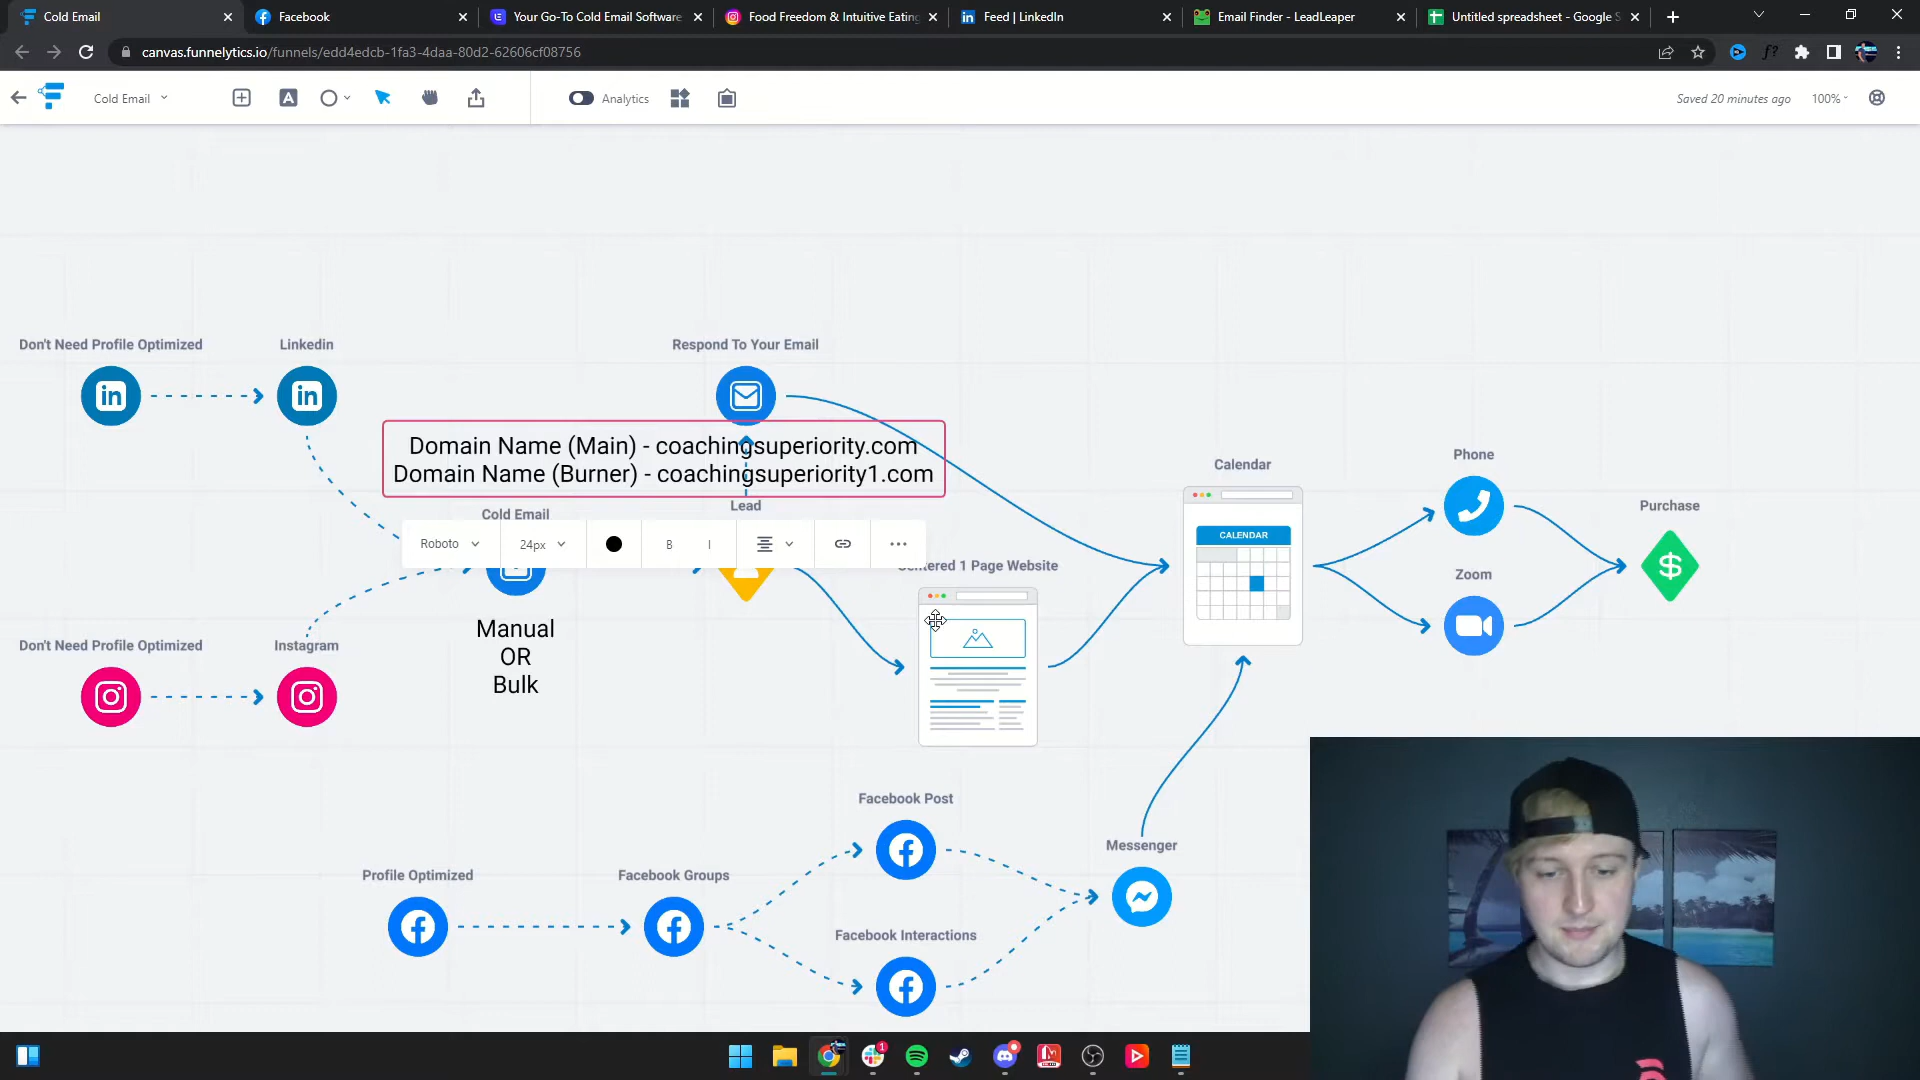 Cold Email
Facebook
Your Go-To Cold Email Software
Food Freedom & Intuitive Eating
Feed | LinkedIn
Email Finder - LeadLeaper
Untitled spreadsheet - Google S
canvas.funnelytics.io/funnels/edd4edcb-1fa3-4daa-80d2-62606cf08756
Cold Email
Analytics
Saved 20 minutes ago
100%
Don't Need Profile Optimized
Linkedin
Respond To Your Email
Domain Name (Main) - coachingsuperiority.com
Domain Name (Burner) - coachingsuperiority1.com
Calendar
CALENDAR
Phone
Purchase
Zoom
Cold Email
Lead
Roboto
24px
B
I
Centered 1 Page Website
Manual
OR
Bulk
Don't Need Profile Optimized
Instagram
Facebook Post
Messenger
Profile Optimized
Facebook Groups
Facebook Interactions